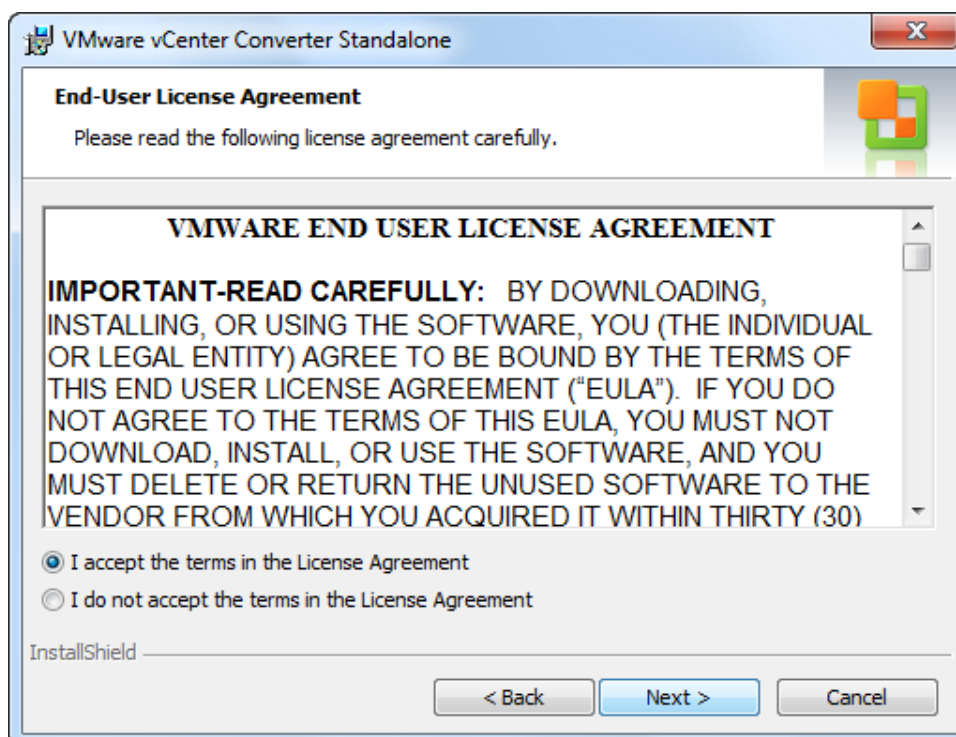 VMware vCenter Converter Standalone
End-User License Agreement
Please read the following license agreement carefully.
VMWARE END USER LICENSE AGREEMENT
IMPORTANT-READ CAREFULLY: BY DOWNLOADING,
INSTALLING, OR USING THE SOFTWARE, YOU (THE INDIVIDUAL
OR LEGAL ENTITY) AGREE TO BE BOUND BY THE TERMS OF
THIS END USER LICENSE AGREEMENT (“EULA”). IF YOU DO
NOT AGREE TO THE TERMS OF THIS EULA, YOU MUST NOT
DOWNLOAD, INSTALL, OR USE THE SOFTWARE, AND YOU
MUST DELETE OR RETURN THE UNUSED SOFTWARE TO THE
VENDOR FROM WHICH YOU ACQUIRED IT WITHIN THIRTY (30)
I accept the terms in the License Agreement
I do not accept the terms in the License Agreement
InstallShield
< Back Next > Cancel